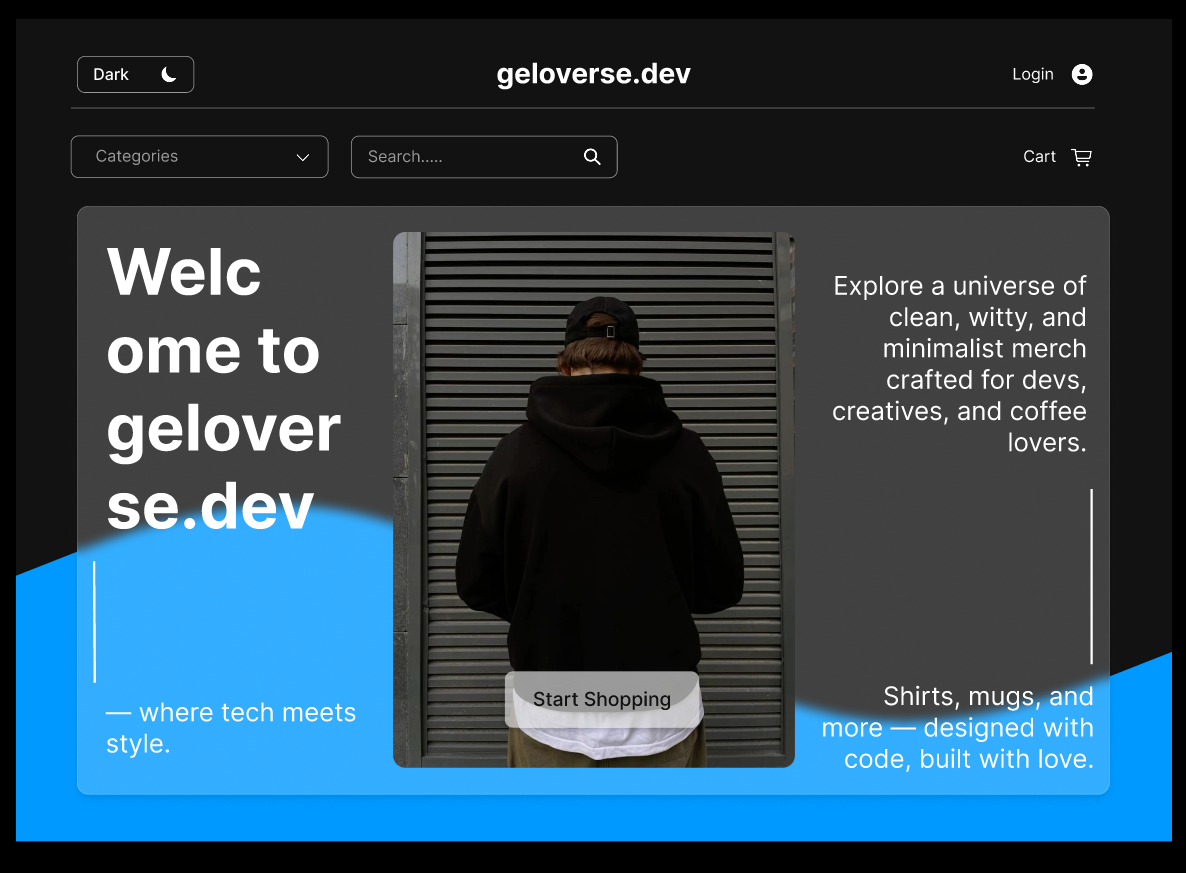 Dark
geloverse.dev
Login
Categories
Search.....
Cart
Welc
ome to
gelover
se.dev
— where tech meets
style.
Start Shopping
Explore a universe of
clean, witty, and
minimalist merch
crafted for devs,
creatives, and coffee
lovers.
Shirts, mugs, and
more — designed with
code, built with love.